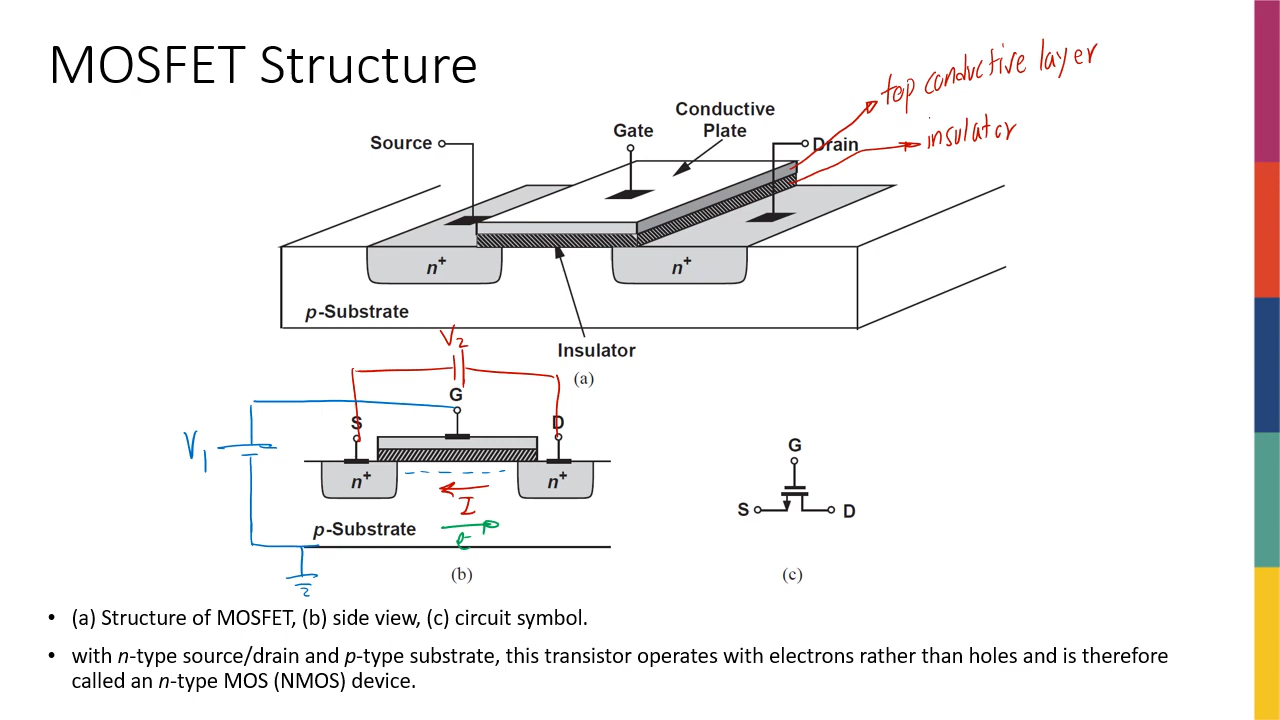 MOSFET Structure
top conductive layer
insulator
Conductive
Plate
Gate
Source
Drain
n+
n+
p-Substrate
Insulator
(a)
V2
G
S
D
V1
n+
n+
I
p-Substrate
e-
(b)
G
S
D
(c)
• (a) Structure of MOSFET, (b) side view, (c) circuit symbol.
• with n-type source/drain and p-type substrate, this transistor operates with electrons rather than holes and is therefore
called an n-type MOS (NMOS) device.